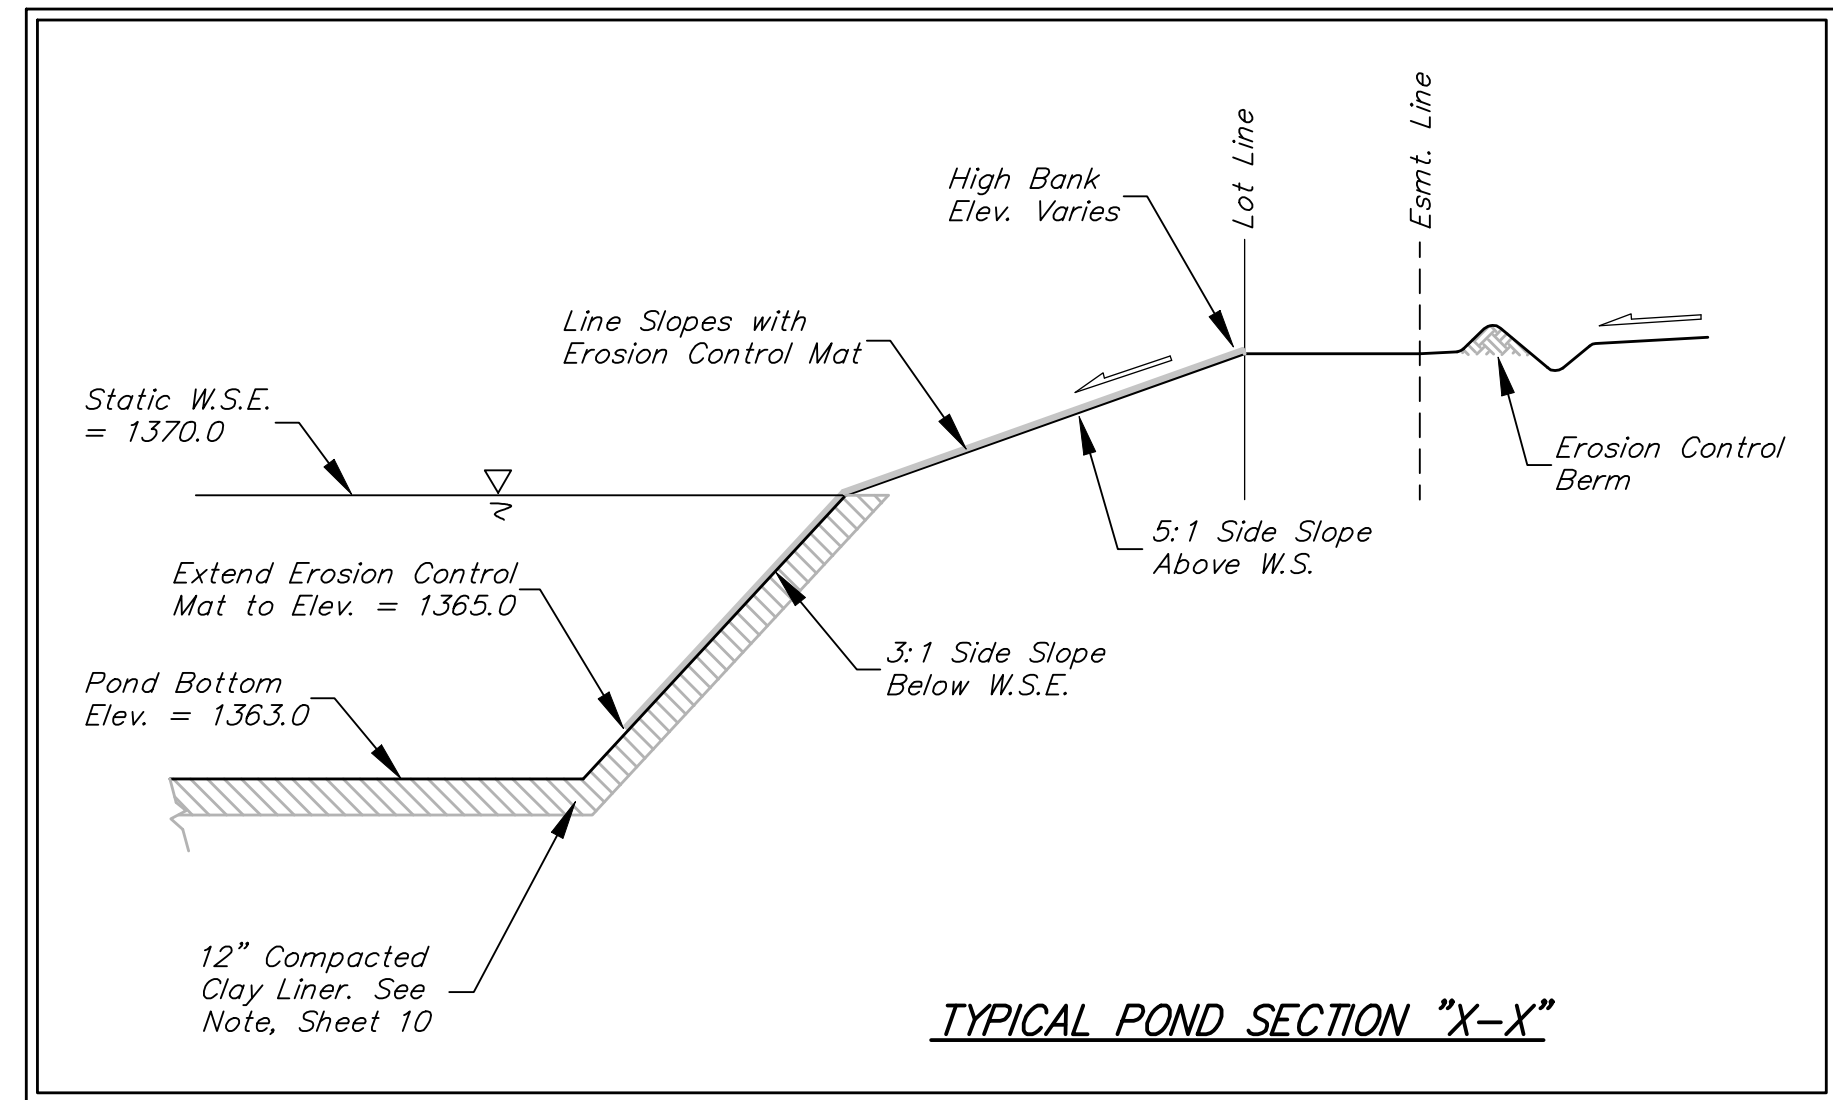 Esmt. Line
Lot Line
High Bank
Elev. Varies
Line Slopes with
Erosion Control Mat
Static W.S.E.
= 1370.0
Erosion Control
Berm
5:1 Side Slope
Above W.S.
Extend Erosion Control
Mat to Elev. = 1365.0
3:1 Side Slope
Below W.S.E.
Pond Bottom
Elev. = 1363.0
12" Compacted
Clay Liner. See
Note, Sheet 10
TYPICAL POND SECTION "X-X"